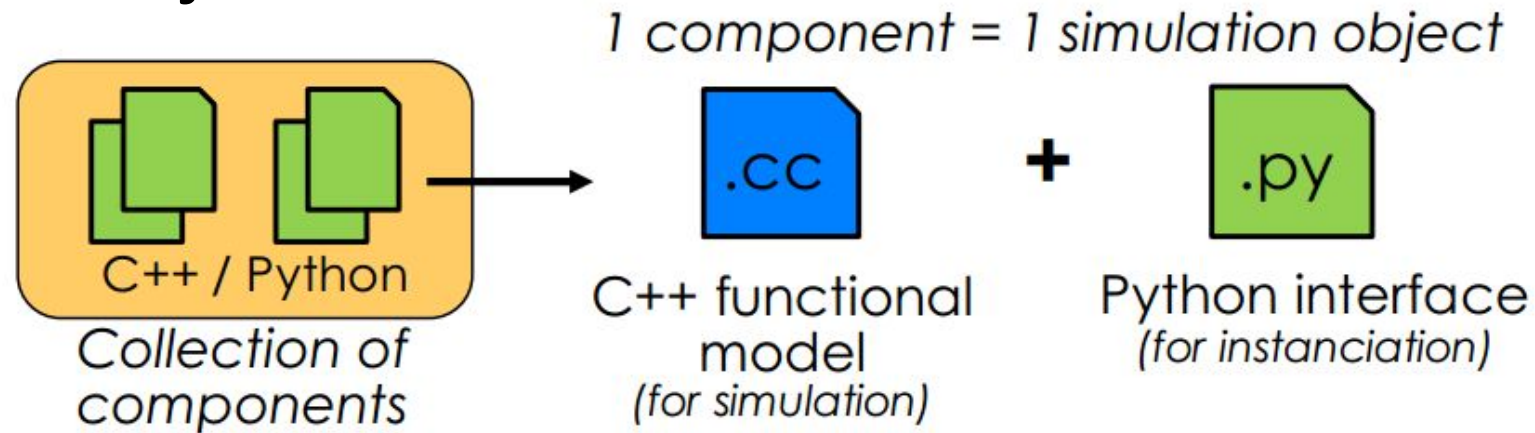 1 component = 1 simulation object
C++ / Python
Collection of
components
.cc
+
.py
C++ functional
model
(for simulation)
Python interface
(for instanciation)